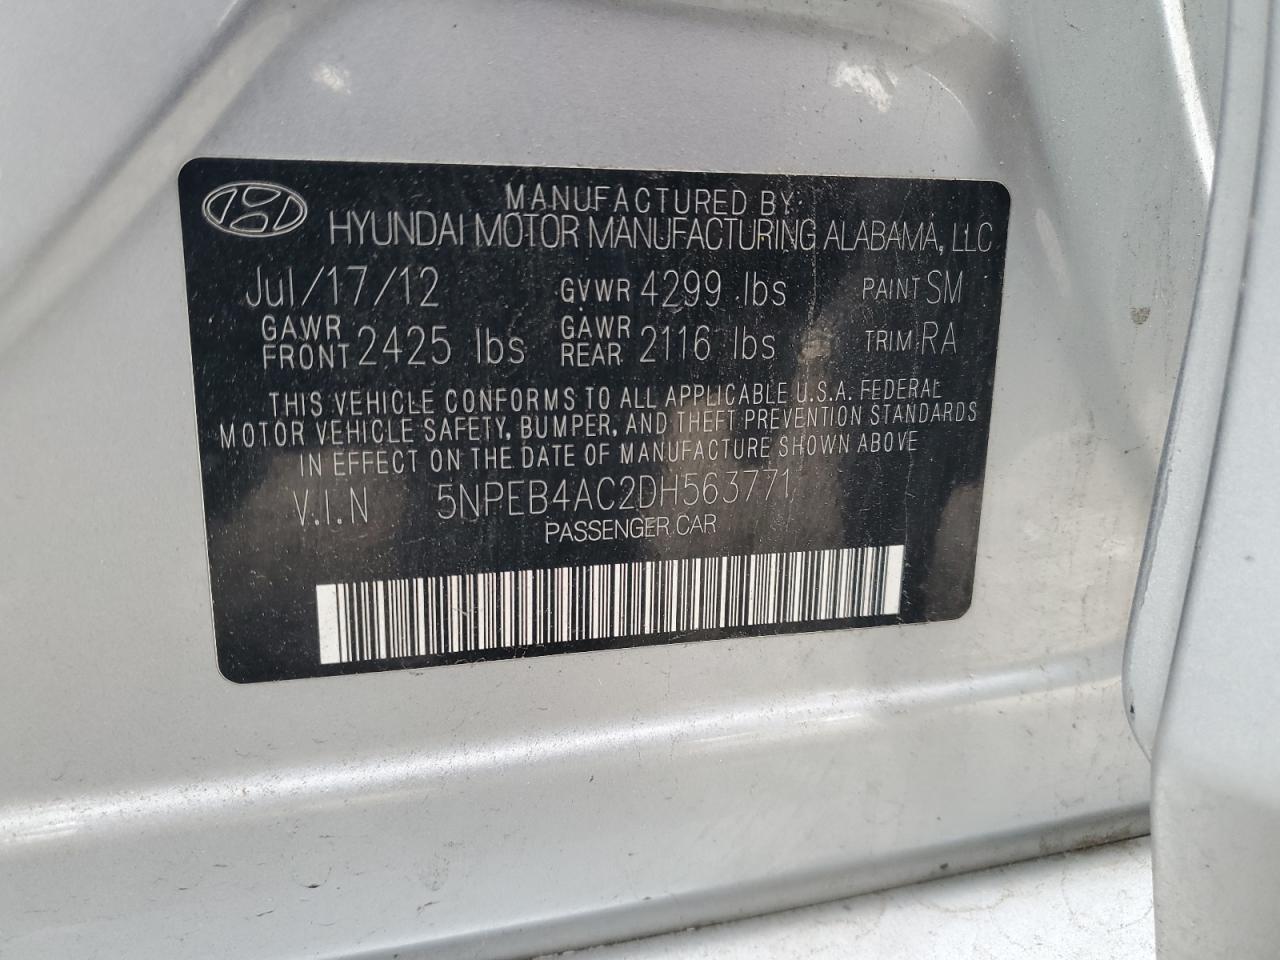 MANUFACTURED BY:
HYUNDAI MOTOR MANUFACTURING ALABAMA, LLC
Jul/17/12 GVWR 4299 lbs PAINT SM
GAWR FRONT 2425 lbs GAWR REAR 2116 lbs TRIM: RA
THIS VEHICLE CONFORMS TO ALL APPLICABLE U.S.A. FEDERAL
MOTOR VEHICLE SAFETY, BUMPER, AND THEFT PREVENTION STANDARDS
IN EFFECT ON THE DATE OF MANUFACTURE SHOWN ABOVE
V.I.N 5NPEB4AC2DH563771
PASSENGER CAR